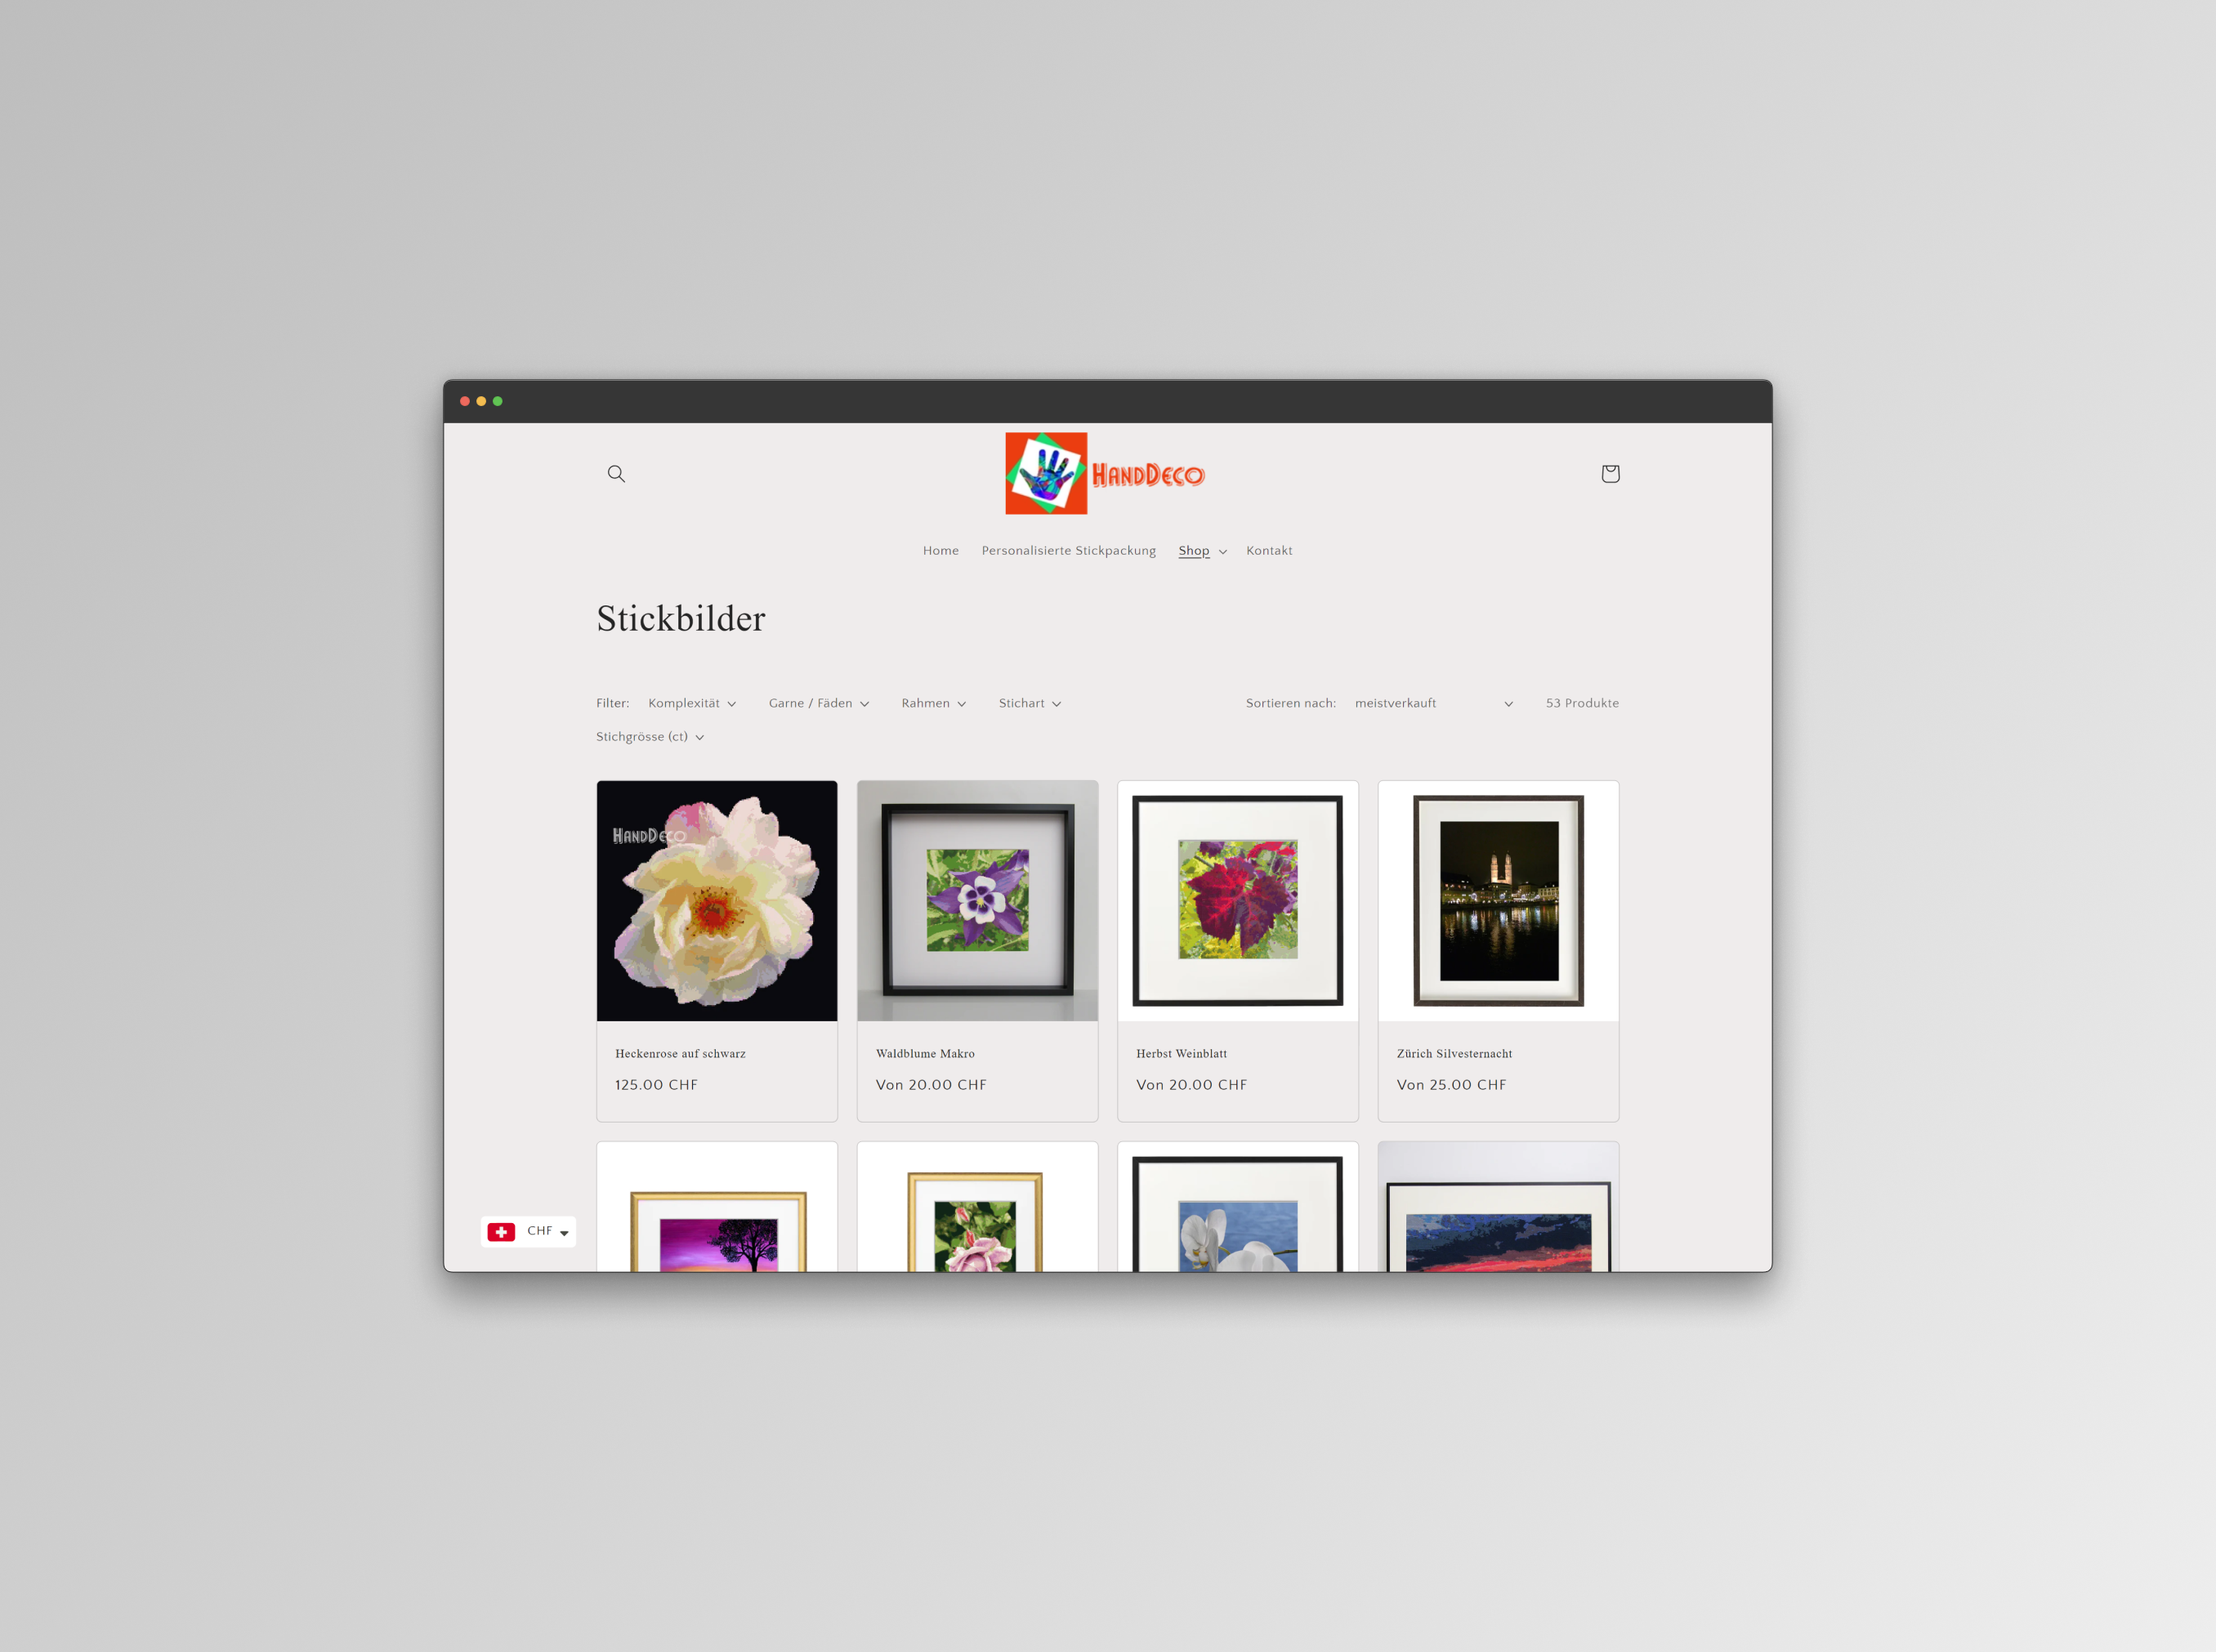 HANDDECO
Home Personalisierte Stickpackung Shop Kontakt
Stickbilder
Filter: Komplexität Garne / Fäden Rahmen Stichart Sortieren nach: meistverkauft 53 Produkte
Stichgrösse (ct)
HANDDECO
Heckenrose auf schwarz Waldblume Makro Herbst Weinblatt Zürich Silvesternacht
125.00 CHF Von 20.00 CHF Von 20.00 CHF Von 25.00 CHF
CHF